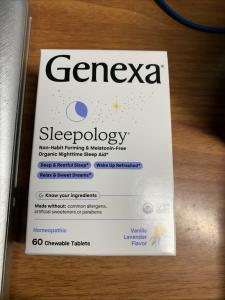 Genexa®
Sleepology®
Non-Habit Forming & Melatonin-Free
Organic Nighttime Sleep Aid*
Deep & Restful Sleep*
Wake Up Refreshed*
Relax & Sweet Dreams*
Know your ingredients
Made without: common allergens,
artificial sweeteners or parabens
Homeopathic
60 Chewable Tablets
Vanilla
Lavender
Flavor